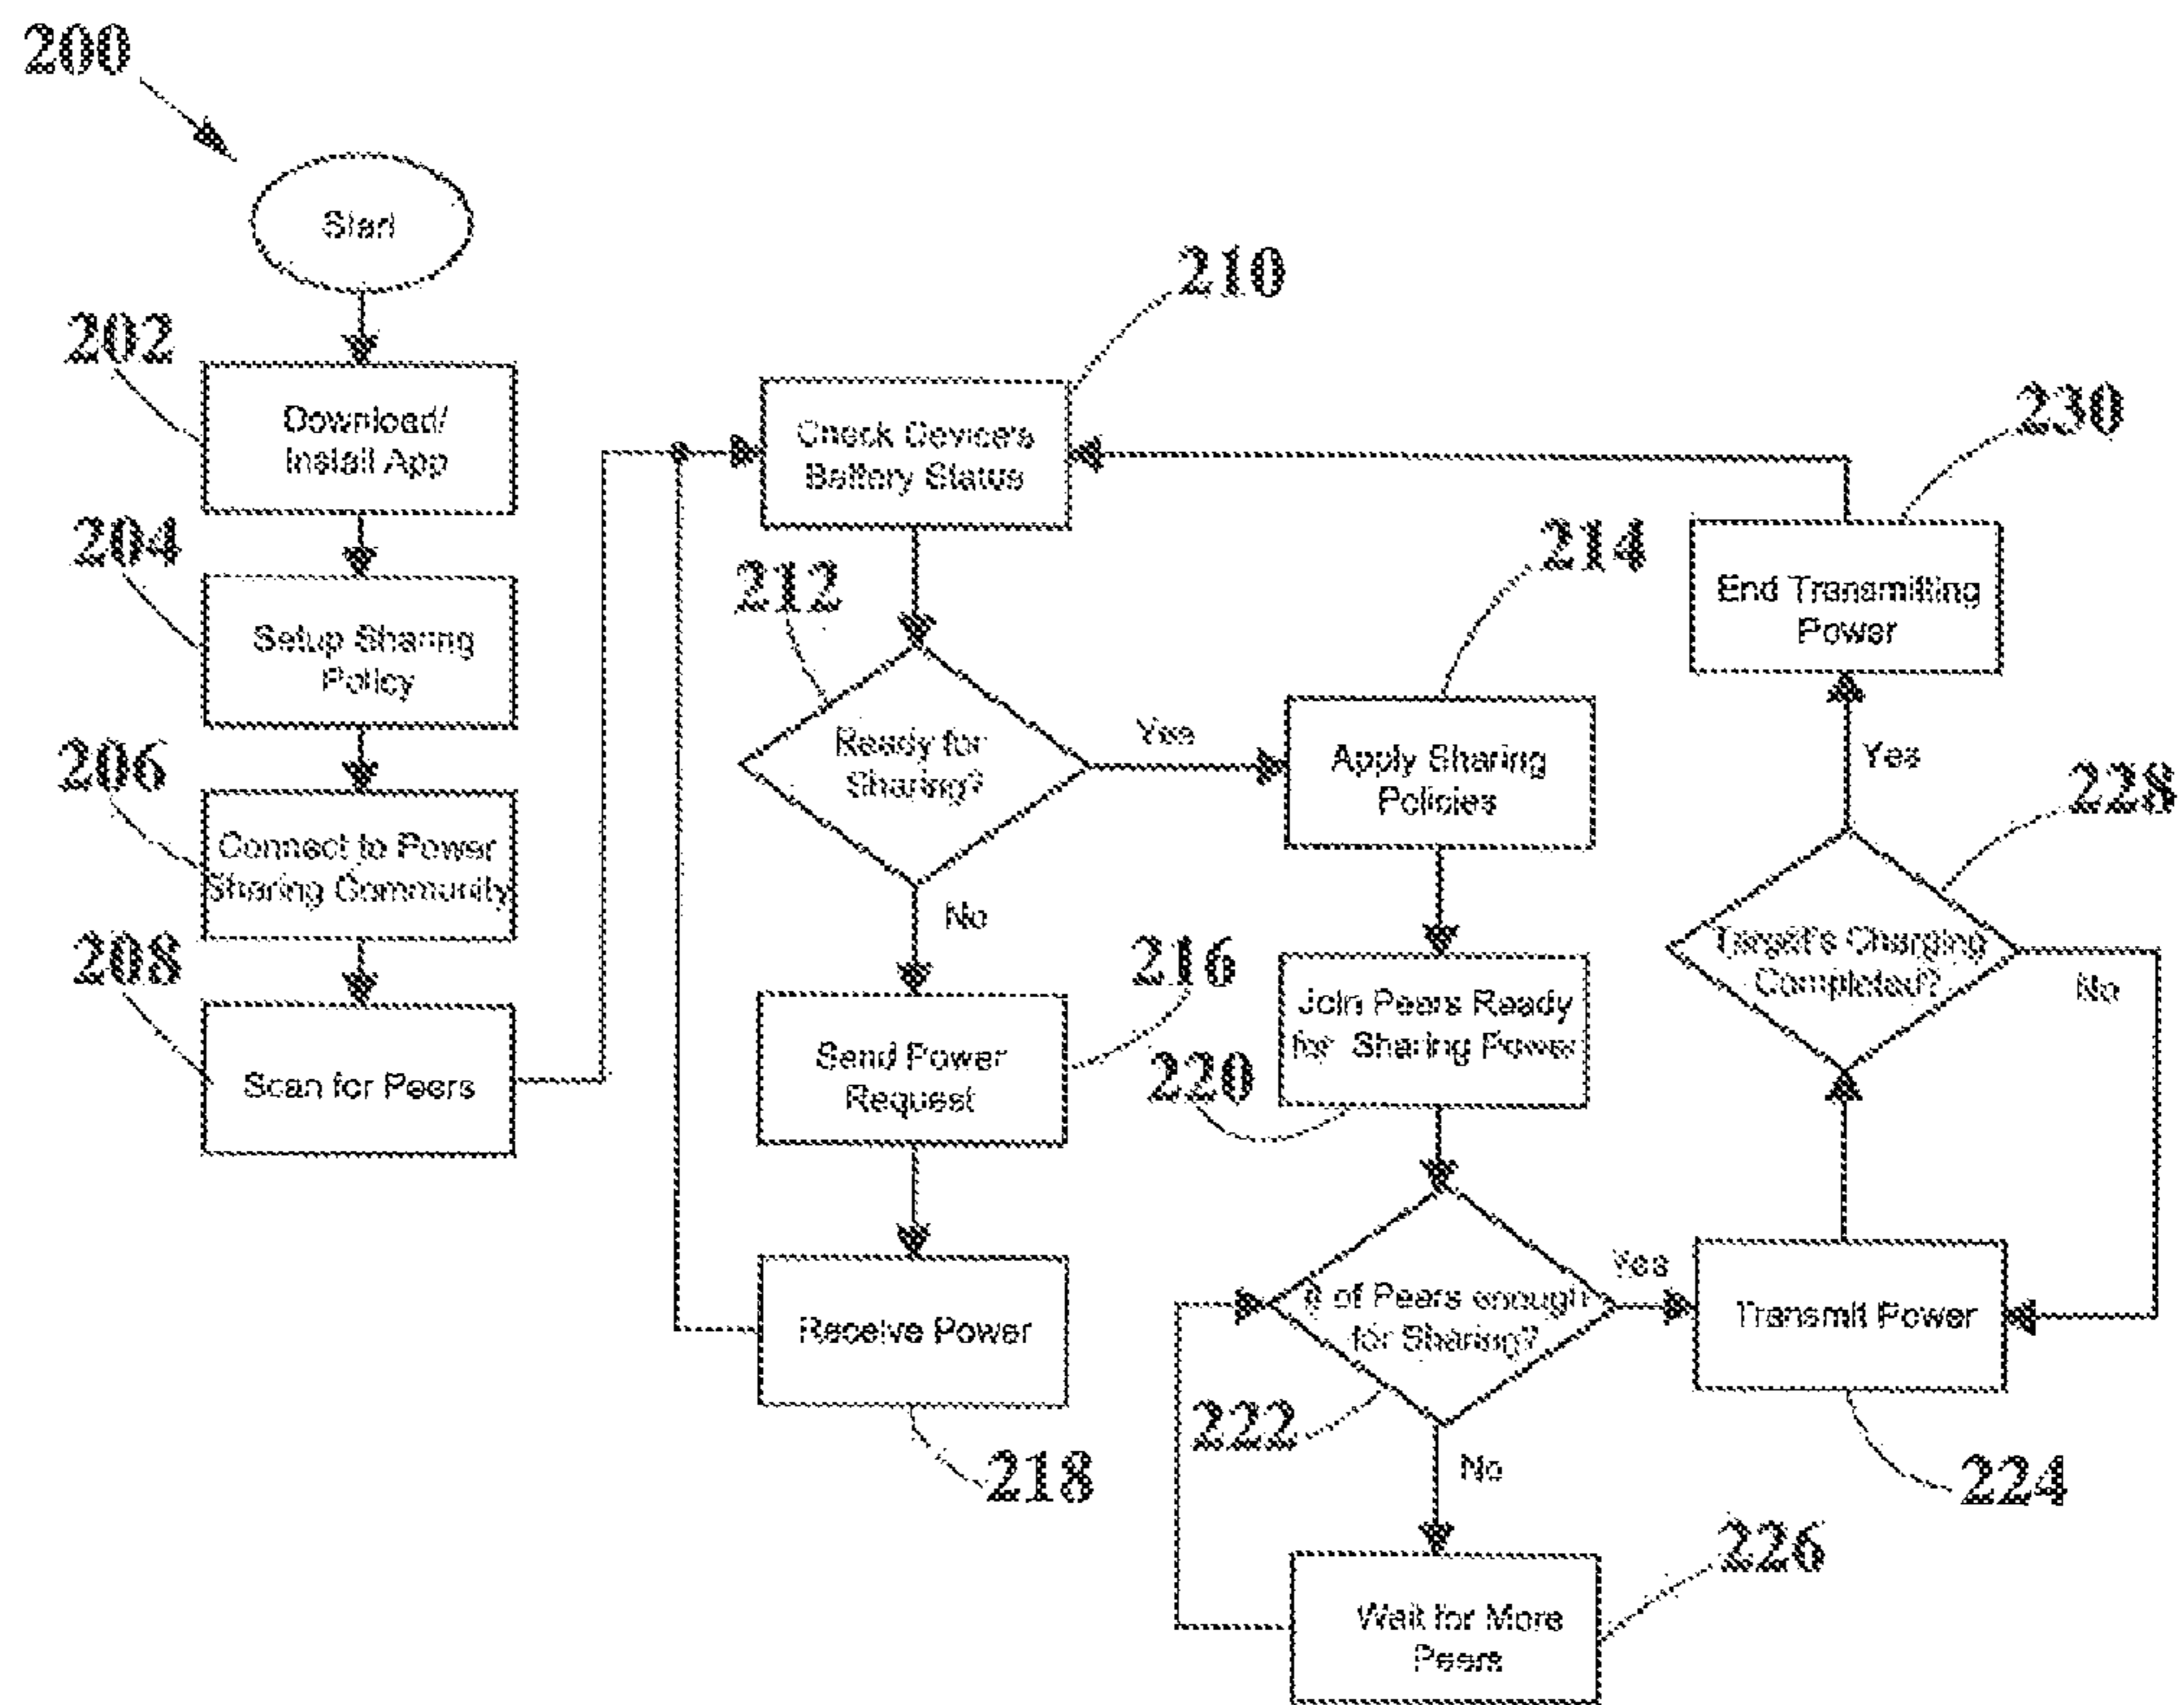 200
Start
202
Download/
Install App
204
Setup Sharing
Policy
206
Connect to Power
Sharing Community
208
Scan for Peers
210
Check Device's
Battery Status
212
Ready for
Sharing?
Yes
No
214
Apply Sharing
Policies
216
Send Power
Request
218
Receive Power
220
Join Peers Ready
for Sharing Power
222
# of Peers enough
for Sharing?
Yes
No
224
Transmit Power
226
Wait for More
Peers
228
Target's Charging
Completed?
Yes
No
230
End Transmitting
Power